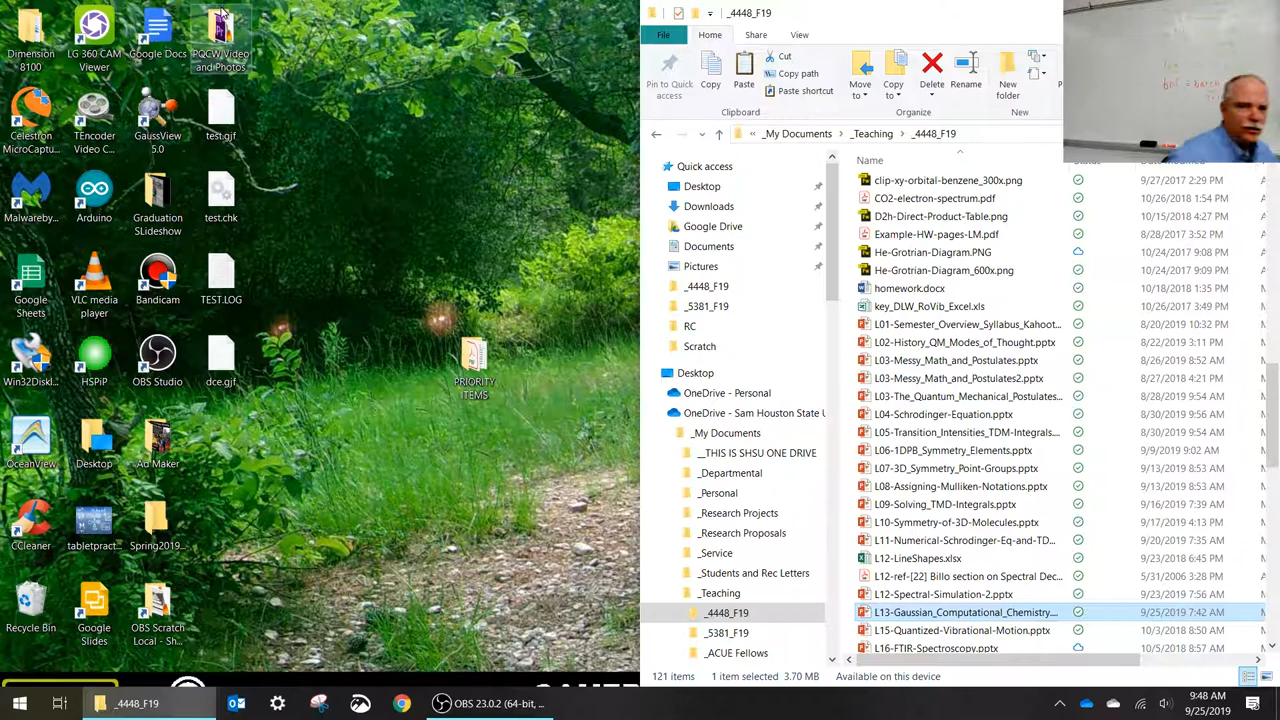 Dimension 8100
LG 360 CAM Viewer
Google Docs
PQCW Video and Photos
Celestron MicroCaptu...
TEncoder Video C...
GaussView 5.0
test.gjf
Malwareby...
Arduino
Graduation SLideshow
test.chk
Google Sheets
VLC media player
Bandicam
TEST.LOG
Win32Diskl...
HSPiP
OBS Studio
dce.gjf
PRIORITY ITEMS
OceanView
Desktop
Ad Maker
CCleaner
tabletpract...
Spring2019...
Recycle Bin
Google Slides
OBS Scratch Local - Sh...
_4448_F19
File
Home
Share
View
Pin to Quick access
Copy
Paste
Cut
Copy path
Paste shortcut
Move to
Copy to
Delete
Rename
New folder
Clipboard
Organize
New
« _My Documents > _Teaching > _4448_F19
Quick access
Desktop
Downloads
Google Drive
Documents
Pictures
_4448_F19
_5381_F19
RC
Scratch
Desktop
OneDrive - Personal
OneDrive - Sam Houston State U
_My Documents
__THIS IS SHSU ONE DRIVE
_Departmental
_Personal
_Research Projects
_Research Proposals
_Service
_Students and Rec Letters
_Teaching
_4448_F19
_5381_F19
_ACUE Fellows
Name
clip-xy-orbital-benzene_300x.png 9/27/2017 2:29 PM
CO2-electron-spectrum.pdf 10/26/2018 1:54 PM
D2h-Direct-Product-Table.png 10/15/2018 4:27 PM
Example-HW-pages-LM.pdf 8/28/2017 3:52 PM
He-Grotrian-Diagram.PNG 10/24/2017 9:08 PM
He-Grotrian-Diagram_600x.png 10/24/2017 9:09 PM
homework.docx 10/18/2018 1:35 PM
key_DLW_RoVib_Excel.xls 10/26/2017 3:49 PM
L01-Semester_Overview_Syllabus_Kahoot... 8/20/2019 10:32 PM
L02-History_QM_Modes_of_Thought.pptx 8/22/2019 3:11 PM
L03-Messy_Math_and_Postulates.pptx 8/26/2019 8:52 AM
L03-Messy_Math_and_Postulates2.pptx 8/27/2018 4:21 PM
L03-The_Quantum_Mechanical_Postulates... 8/28/2019 9:54 AM
L04-Schrodinger-Equation.pptx 8/30/2019 9:56 AM
L05-Transition_Intensities_TDM-Integrals.... 8/30/2019 9:54 AM
L06-1DPB_Symmetry_Elements.pptx 9/9/2019 9:02 AM
L07-3D_Symmetry_Point-Groups.pptx 9/13/2019 8:53 AM
L08-Assigning-Mulliken-Notations.pptx 9/13/2019 8:53 AM
L09-Solving_TMD-Integrals.pptx 9/16/2019 7:39 AM
L10-Symmetry-of-3D-Molecules.pptx 9/17/2019 4:13 PM
L11-Numerical-Schrodinger-Eq-and-TD... 9/20/2019 7:35 AM
L12-LineShapes.xlsx 9/23/2018 6:45 PM
L12-ref-[22] Billo section on Spectral Dec... 5/31/2006 3:28 PM
L12-Spectral-Simulation-2.pptx 9/23/2019 7:56 AM
L13-Gaussian_Computational_Chemistry.... 9/25/2019 7:42 AM
L15-Quantized-Vibrational-Motion.pptx 10/3/2018 8:50 AM
L16-FTIR-Spectroscopy.pptx 10/5/2018 8:57 AM
121 items 1 item selected 3.70 MB Available on this device
_4448_F19
OBS 23.0.2 (64-bit, ...
9:48 AM
9/25/2019